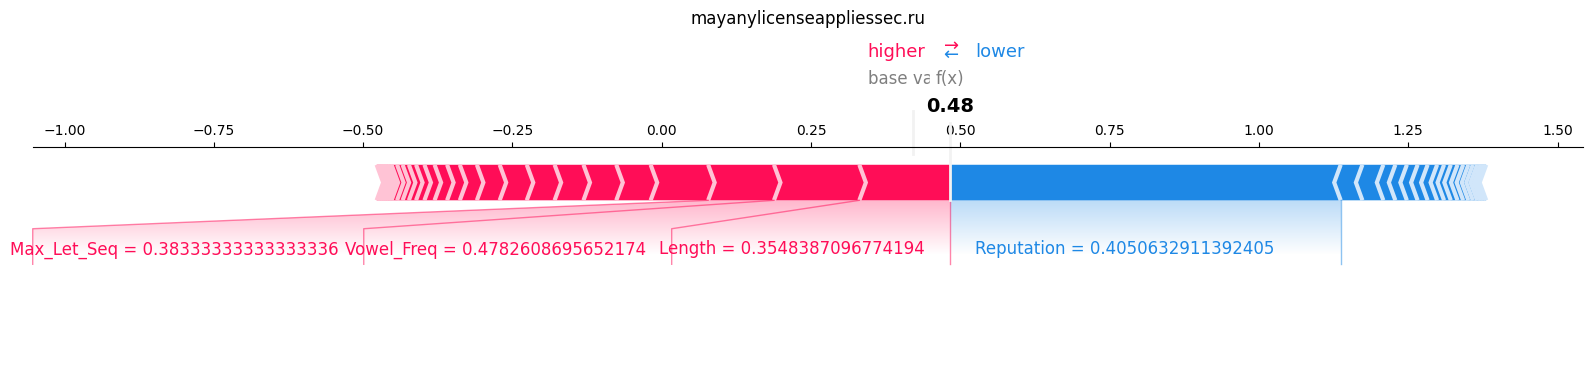 mayanylicenseappliessec.ru
higher ⇄ lower
base va f(x)
0.48
−1.00 −0.75 −0.50 −0.25 0.00 0.25 0.50 0.75 1.00 1.25 1.50
Max_Let_Seq = 0.38333333333333336 Vowel_Freq = 0.4782608695652174 Length = 0.3548387096774194 Reputation = 0.4050632911392405